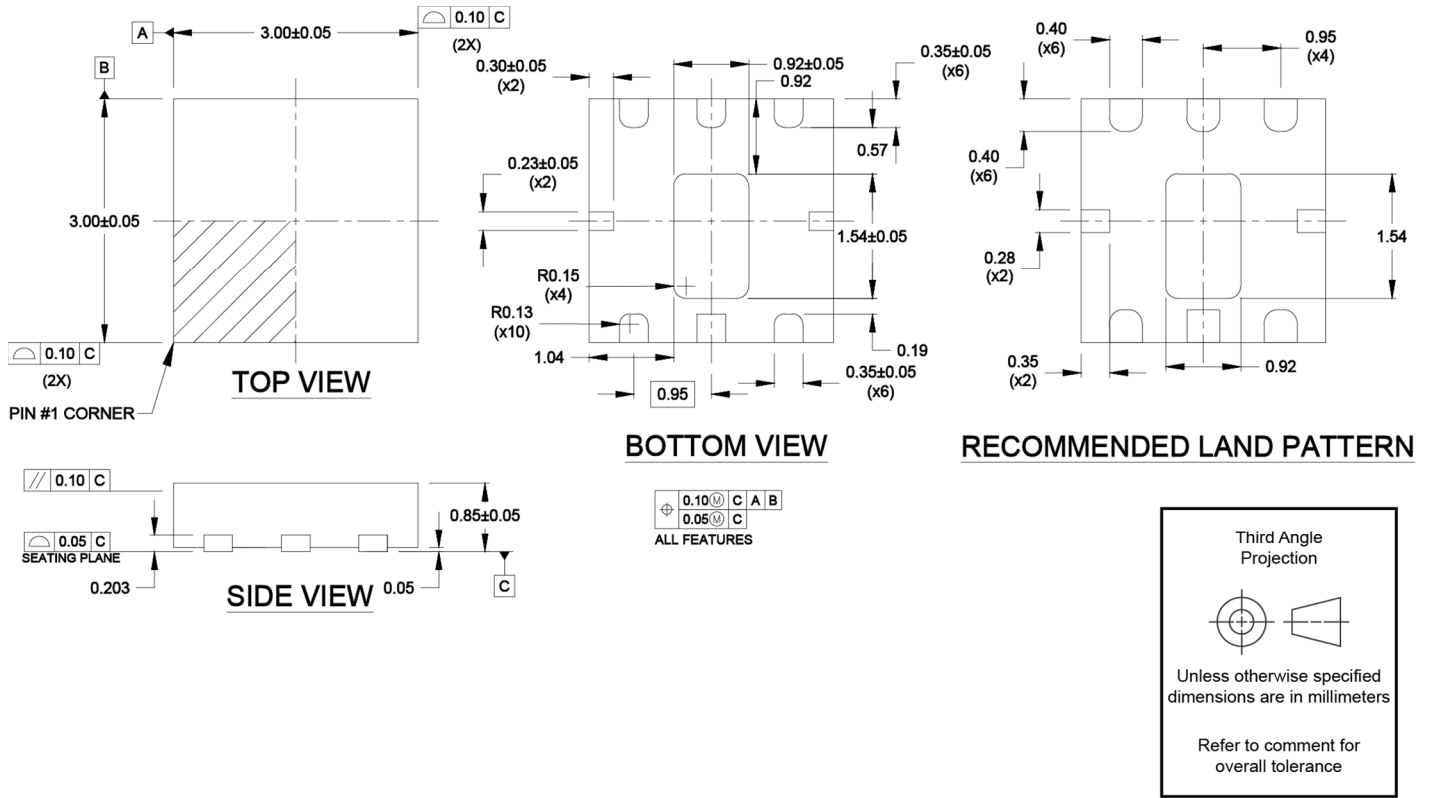 A
3.00±0.05
0.10 C
(2X)
B
3.00±0.05
0.10 C
(2X)
TOP VIEW
PIN #1 CORNER
0.30±0.05
(x2)
0.92±0.05
0.92
0.35±0.05
(x6)
0.23±0.05
(x2)
0.57
1.54±0.05
R0.15
(x4)
R0.13
(x10)
1.04
0.95
0.19
0.35±0.05
(x6)
BOTTOM VIEW
0.10Ⓜ C A B
0.05Ⓜ C
ALL FEATURES
0.40
(x6)
0.95
(x4)
0.40
(x6)
0.28
(x2)
1.54
0.35
(x2)
0.92
RECOMMENDED LAND PATTERN
// 0.10 C
0.05 C
SEATING PLANE
0.203
0.85±0.05
0.05
C
SIDE VIEW
Third Angle
Projection
Unless otherwise specified
dimensions are in millimeters
Refer to comment for
overall tolerance